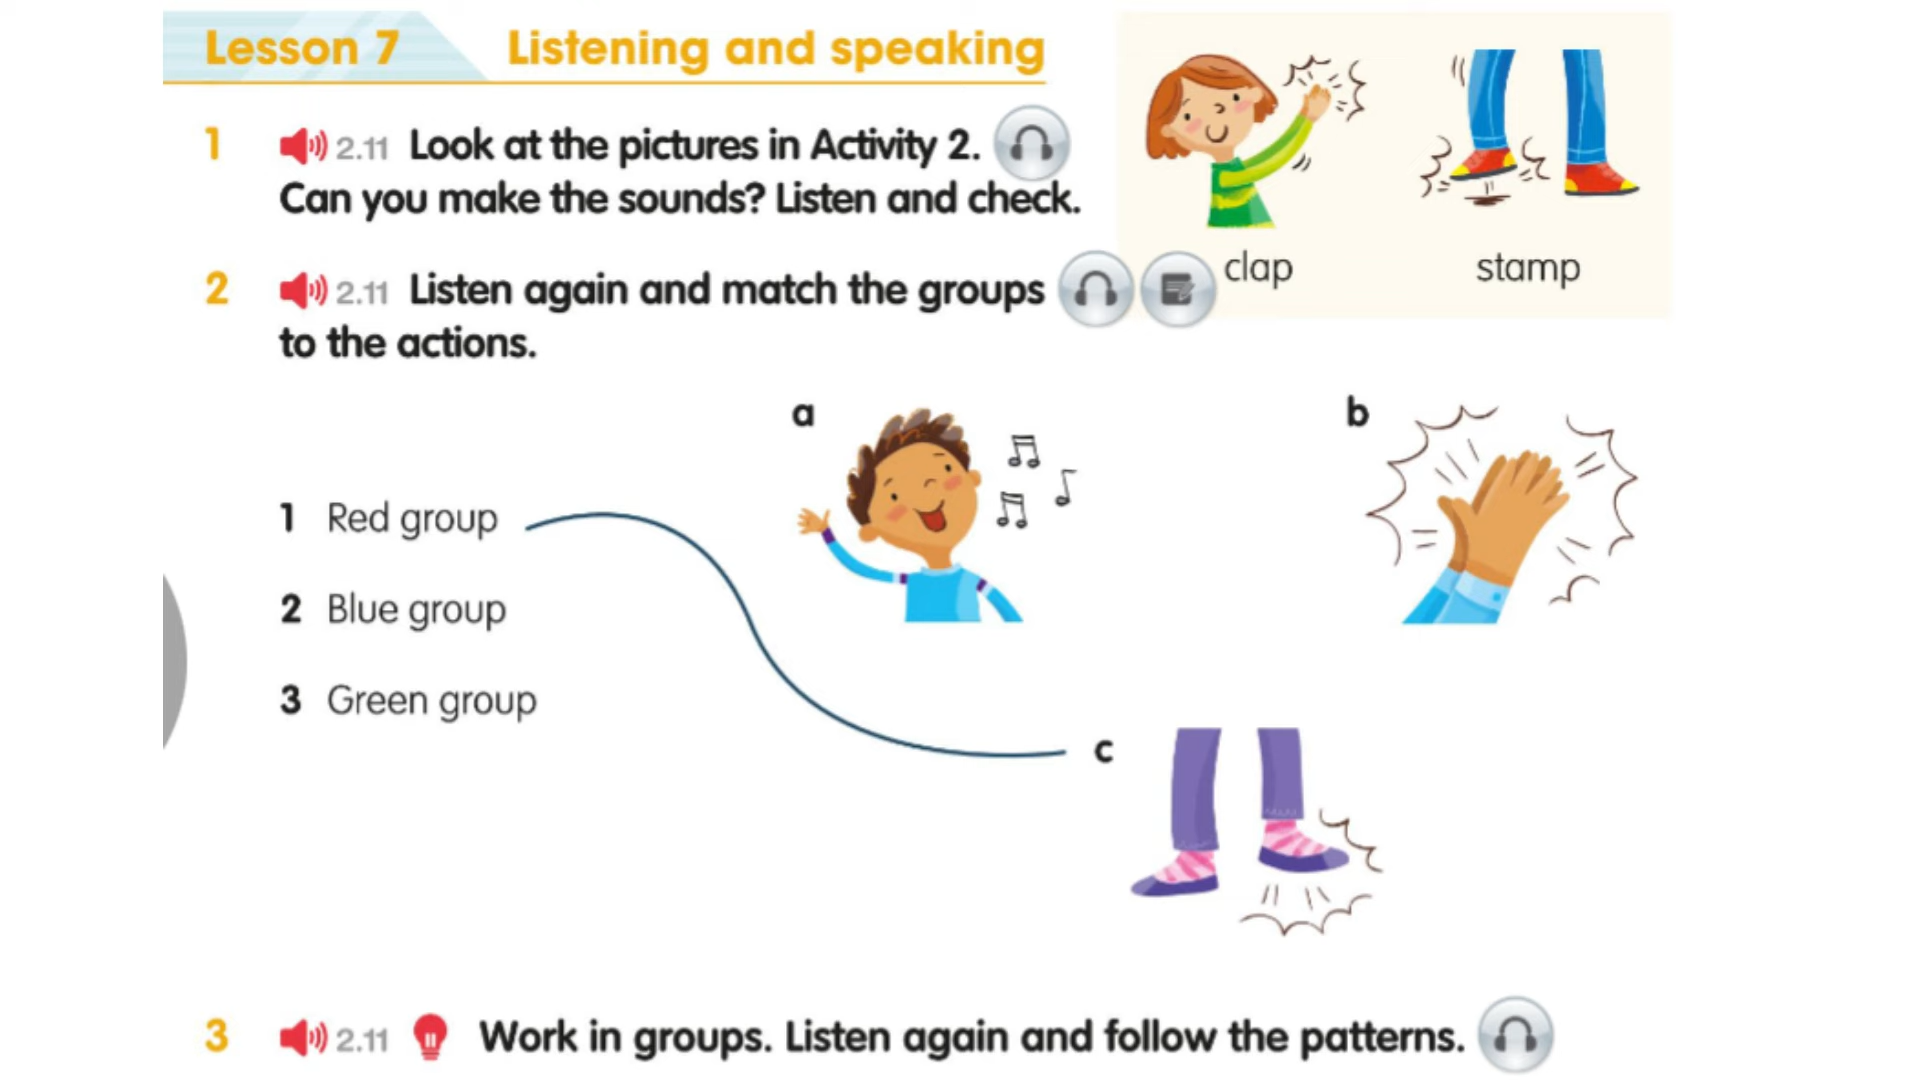 Lesson 7 Listening and speaking
1 2.11 Look at the pictures in Activity 2.
Can you make the sounds? Listen and check.
clap stamp
2 2.11 Listen again and match the groups
to the actions.
a b
1 Red group
2 Blue group
3 Green group
c
3 2.11 Work in groups. Listen again and follow the patterns.